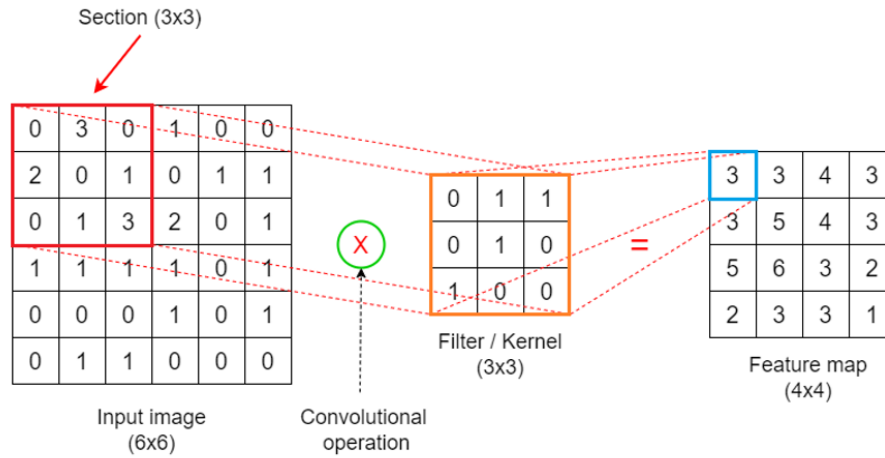 Section (3x3)
0 3 0 1 0 0
2 0 1 0 1 1
0 1 3 2 0 1
1 1 1 1 0 1
0 0 0 1 0 1
0 1 1 0 0 0
Input image
(6x6)
X
Convolutional
operation
0 1 1
0 1 0
1 0 0
Filter / Kernel
(3x3)
=
3 3 4 3
3 5 4 3
5 6 3 2
2 3 3 1
Feature map
(4x4)